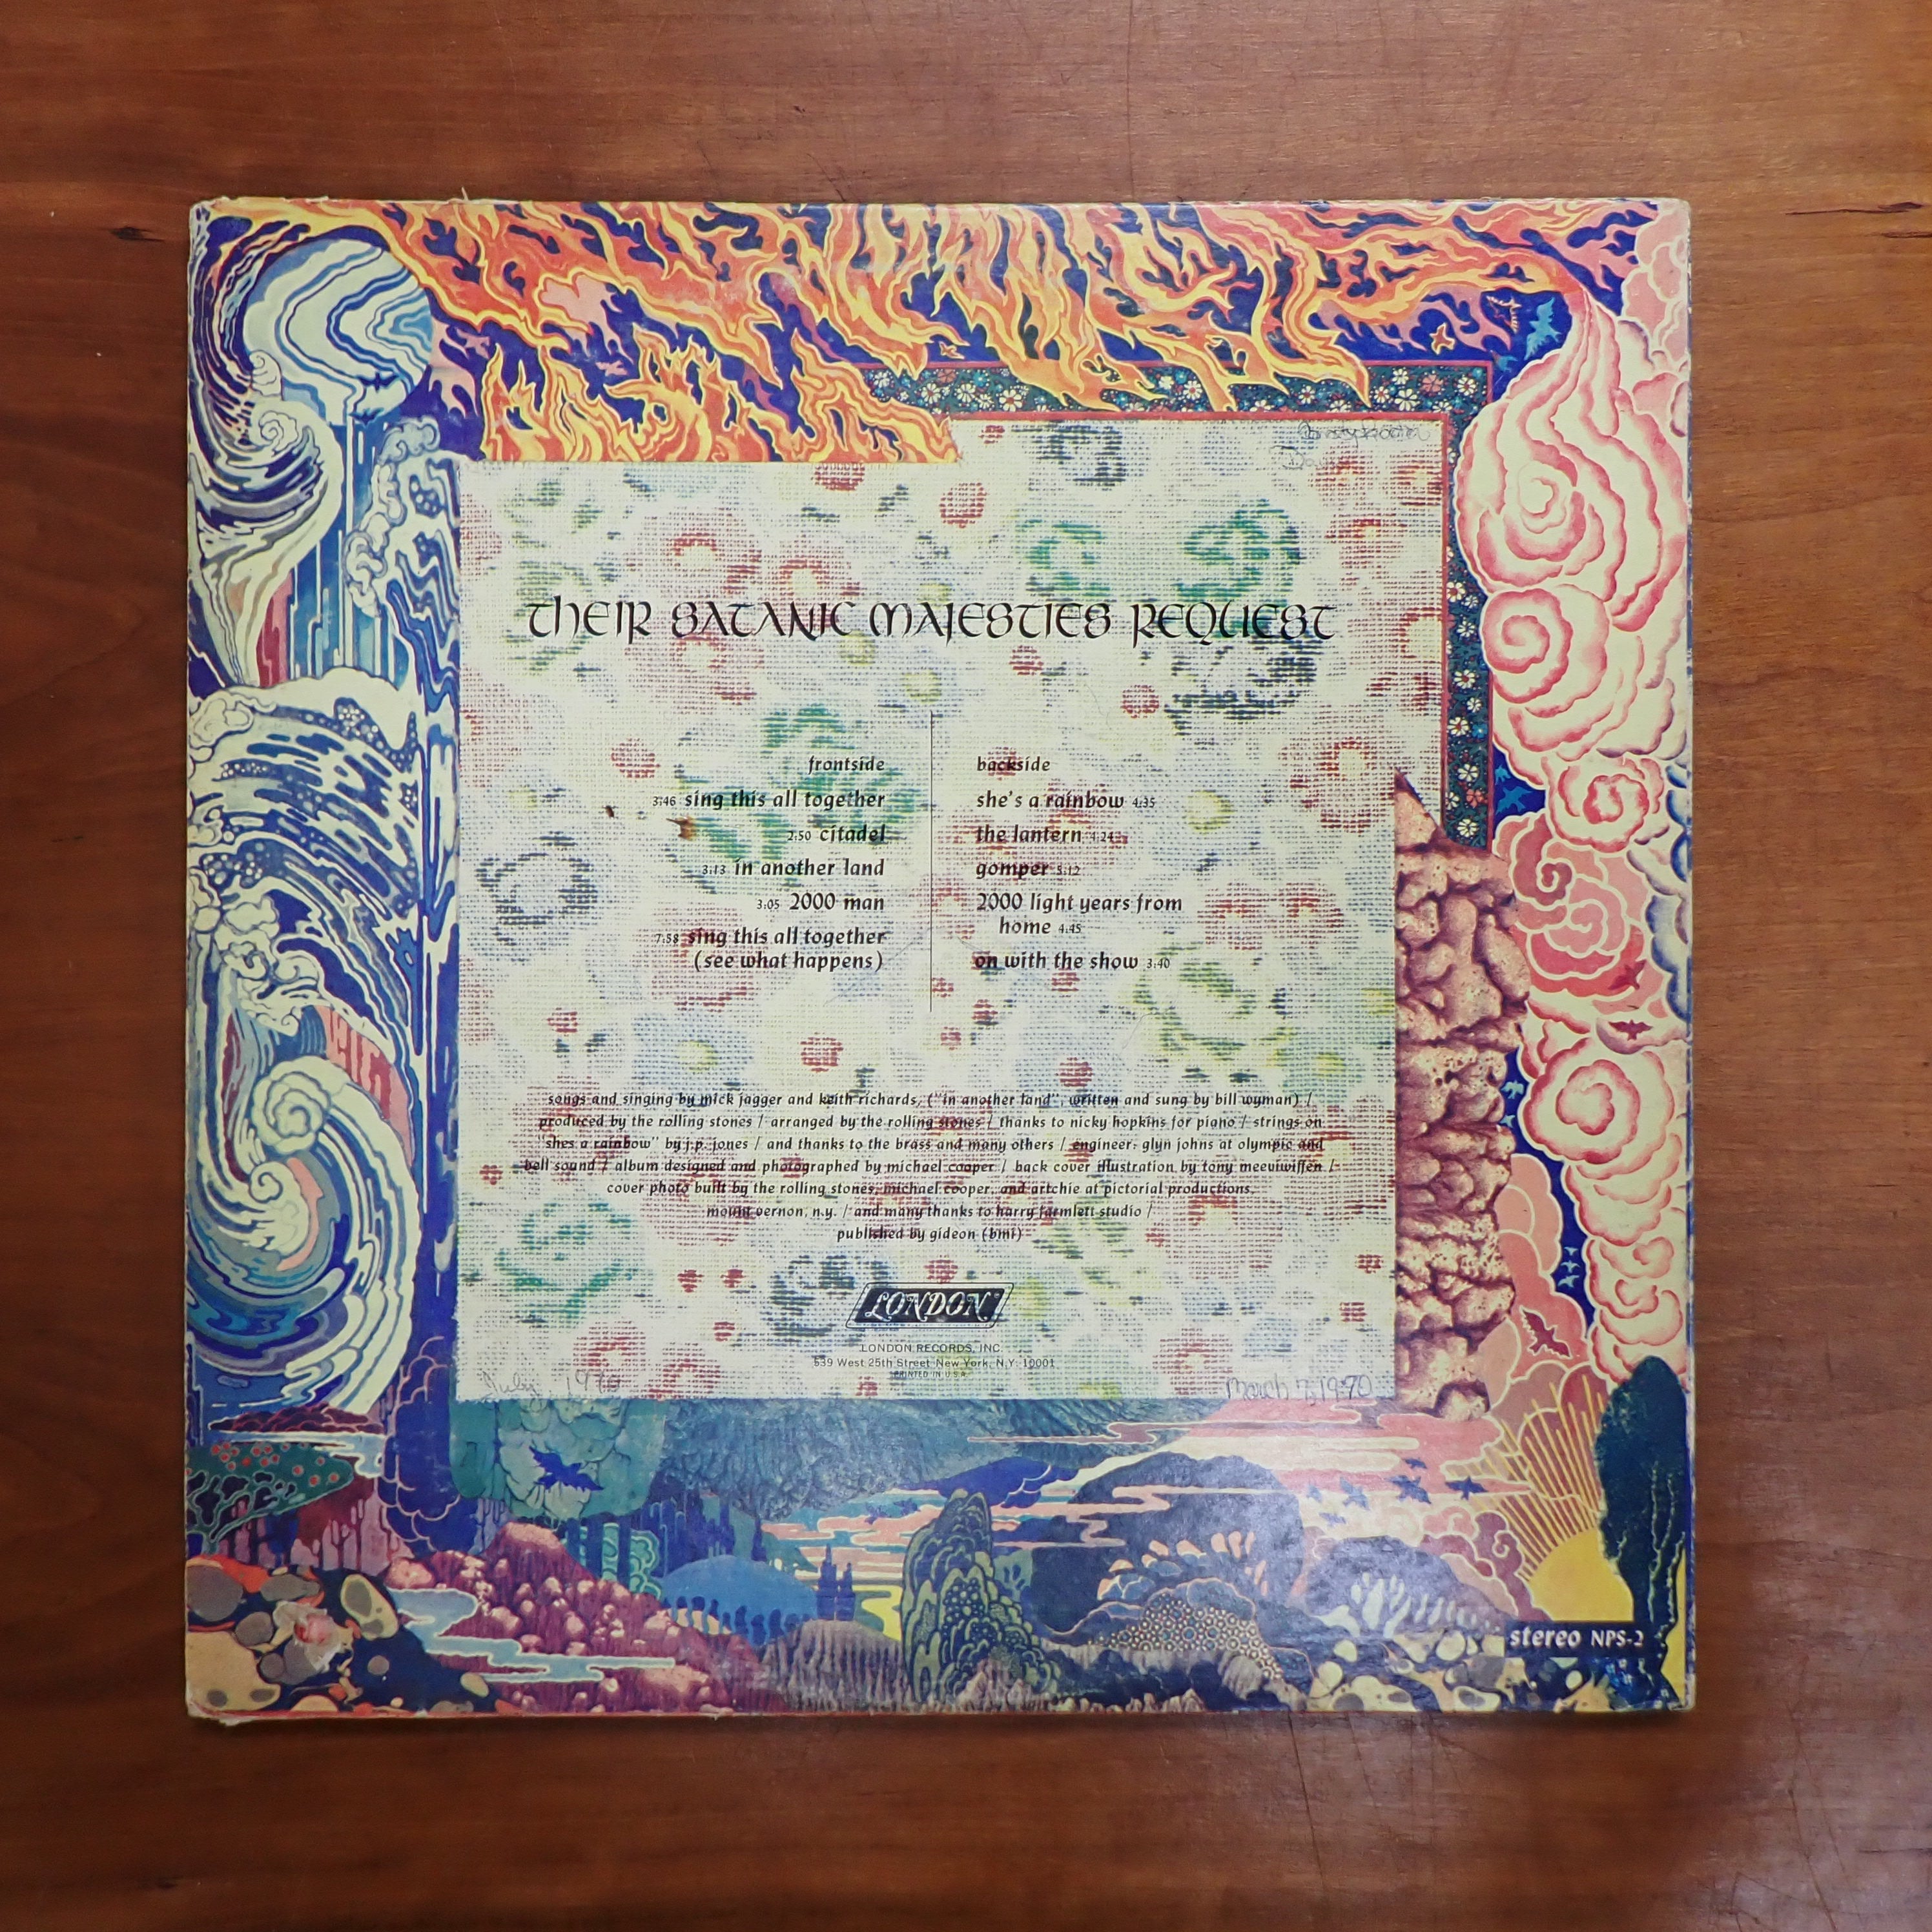 their satanic majesties request
frontside
3:46 sing this all together
2:50 citadel
3:13 in another land
3:05 2000 man
7:58 sing this all together
(see what happens)
backside
she's a rainbow 4:35
the lantern 4:24
gomper 5:12
2000 light years from
home 4:45
on with the show 3:40
songs and singing by mick jagger and keith richards, ("in another land", written and sung by bill wyman) /
produced by the rolling stones / arranged by the rolling stones / thanks to nicky hopkins for piano / strings on
"shes a rainbow" by j.p. jones / and thanks to the brass and many others / engineer: glyn johns at olympic and
bell sound / album designed and photographed by michael cooper / back cover illustration by tony meeuwiffen /
cover photo built by the rolling stones, michael cooper, and artchie at pictorial productions,
mount vernon, n.y. / and many thanks to harry farmlett studio /
published by gideon (bmi)
LONDON
LONDON RECORDS, INC.
539 West 25th Street New York, N.Y. 10001
PRINTED IN U.S.A.
July, 1970
March 7, 1970
stereo NPS-2